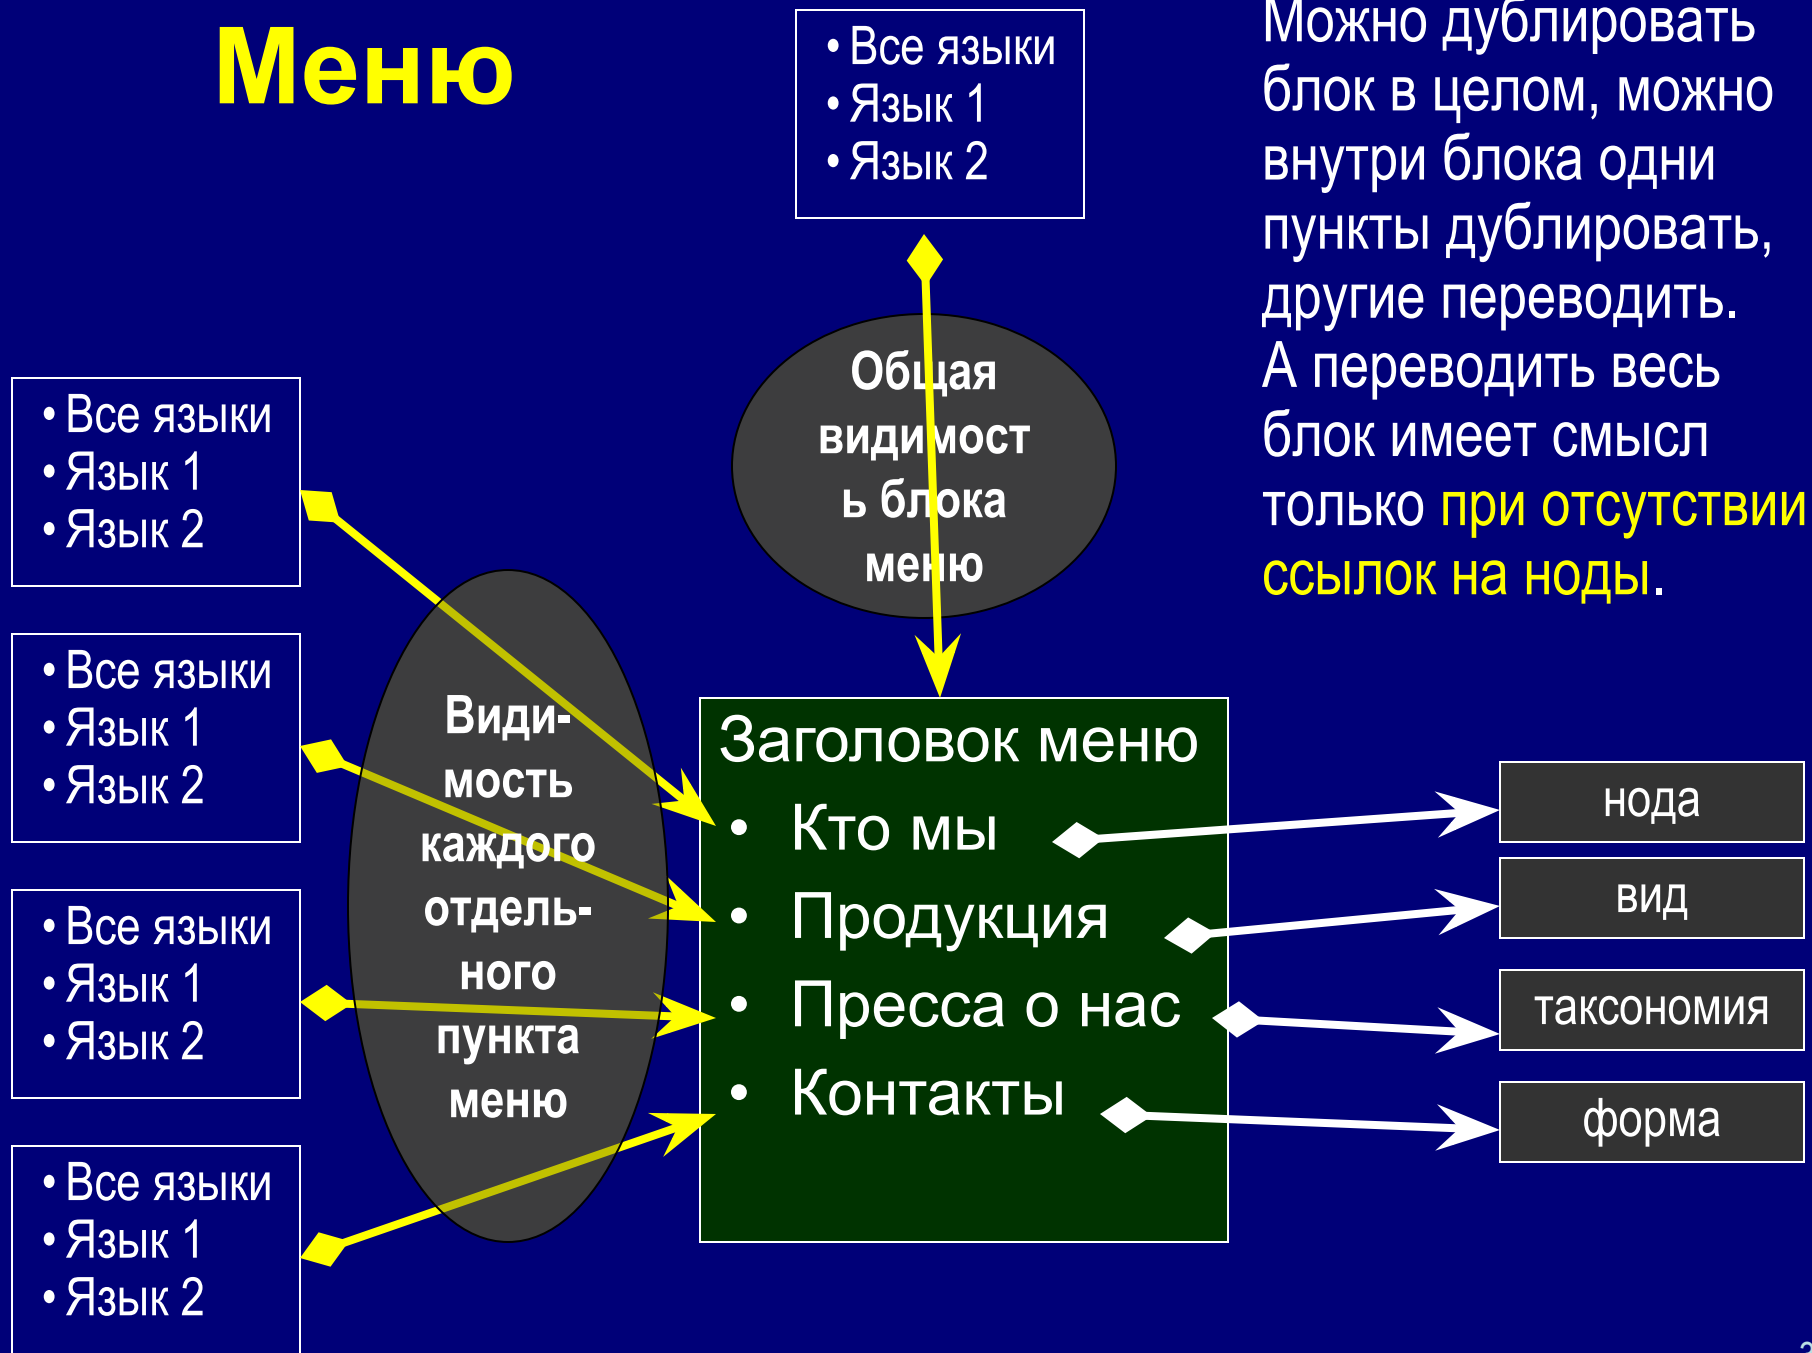 Меню
• Все языки
• Язык 1
• Язык 2
Можно дублировать
блок в целом, можно
внутри блока одни
пункты дублировать,
другие переводить.
А переводить весь
блок имеет смысл
только при отсутствии
ссылок на ноды.
Общая
видимост
ь блока
меню
• Все языки
• Язык 1
• Язык 2
• Все языки
• Язык 1
• Язык 2
• Все языки
• Язык 1
• Язык 2
• Все языки
• Язык 1
• Язык 2
Види-
мость
каждого
отдель-
ного
пункта
меню
Заголовок меню
• Кто мы
• Продукция
• Пресса о нас
• Контакты
нода
вид
таксономия
форма